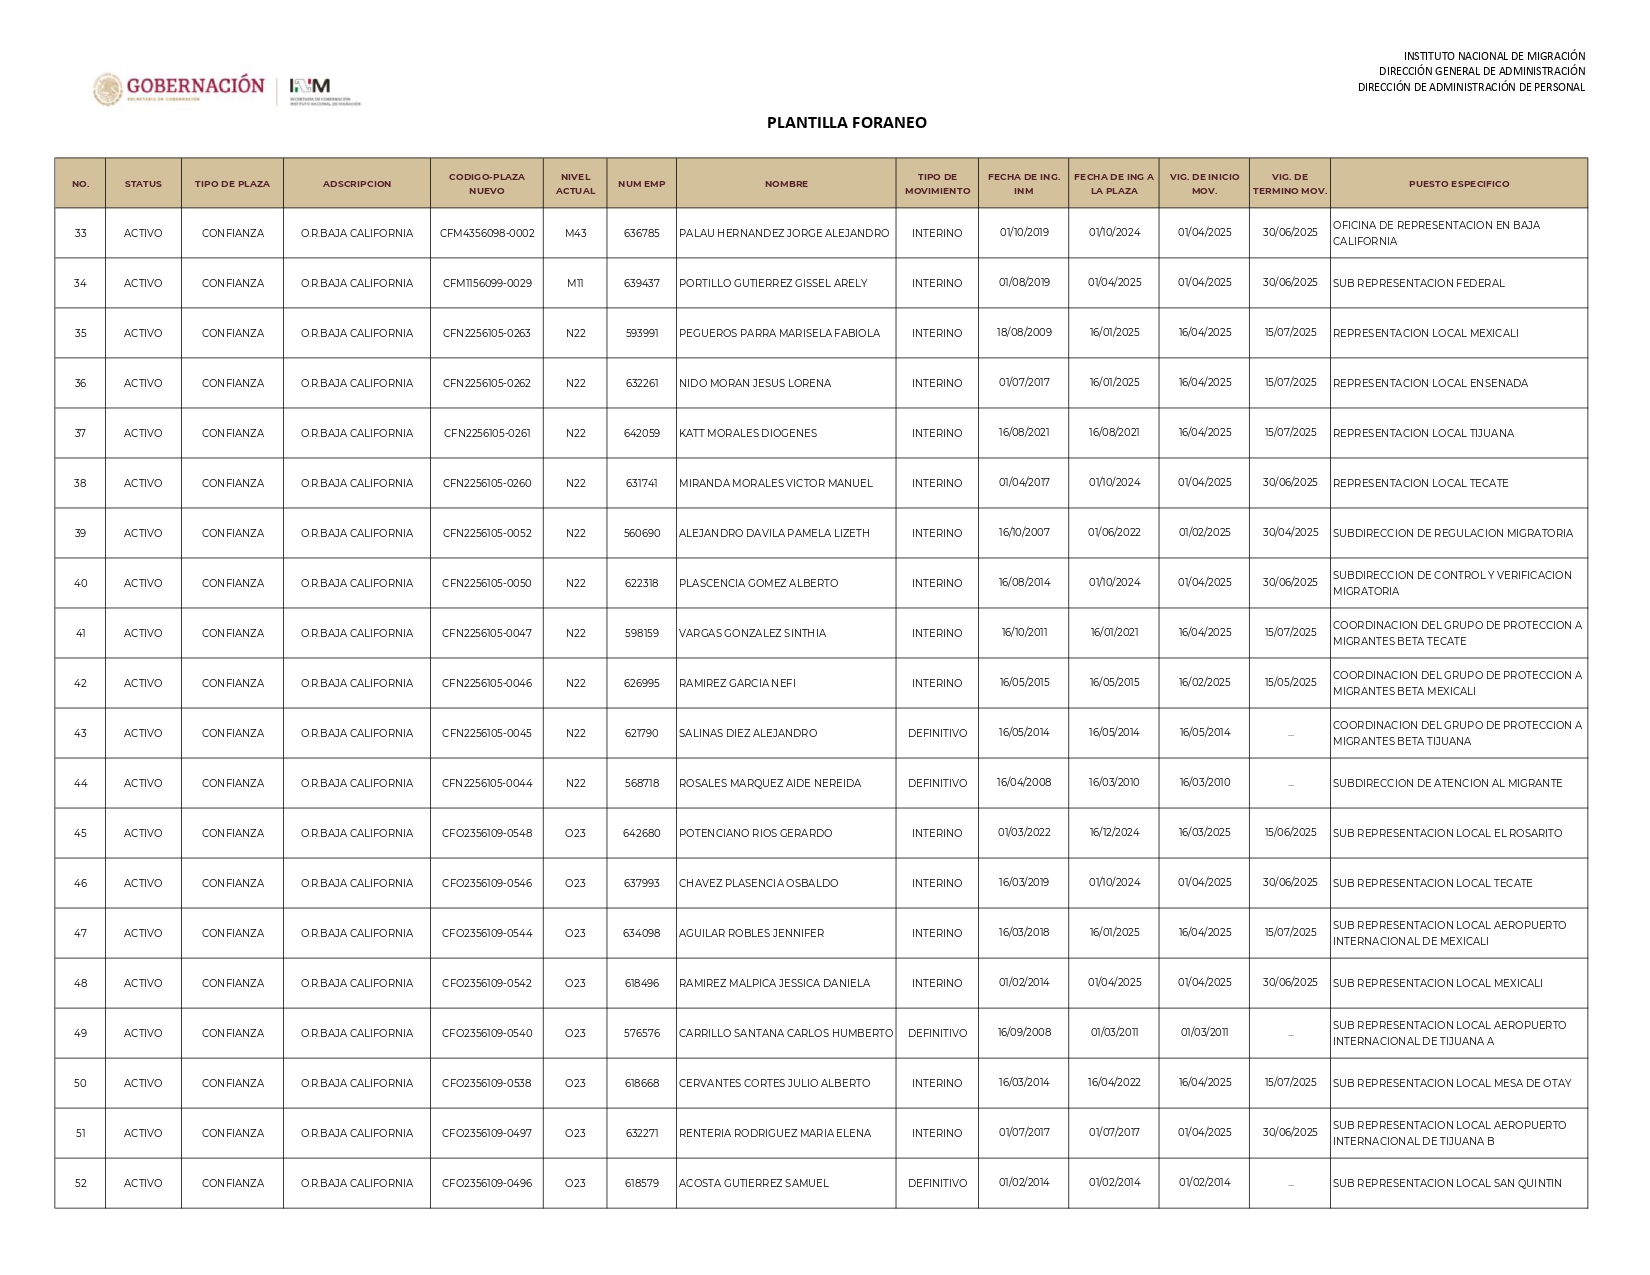 INSTITUTO NACIONAL DE MIGRACIÓN
DIRECCIÓN GENERAL DE ADMINISTRACIÓN
DIRECCIÓN DE ADMINISTRACIÓN DE PERSONAL
GOBERNACIÓN
SECRETARÍA DE GOBERNACIÓN
INM
SECRETARÍA DE GOBERNACIÓN
INSTITUTO NACIONAL DE MIGRACIÓN
PLANTILLA FORANEO
NO. STATUS TIPO DE PLAZA ADSCRIPCION CODIGO-PLAZA NUEVO NIVEL ACTUAL NUM EMP NOMBRE TIPO DE MOVIMIENTO FECHA DE ING. INM FECHA DE ING A LA PLAZA VIG. DE INICIO MOV. VIG. DE TERMINO MOV. PUESTO ESPECIFICO
33 ACTIVO CONFIANZA O.R.BAJA CALIFORNIA CFM4356098-0002 M43 636785 PALAU HERNANDEZ JORGE ALEJANDRO INTERINO 01/10/2019 01/10/2024 01/04/2025 30/06/2025 OFICINA DE REPRESENTACION EN BAJA CALIFORNIA
34 ACTIVO CONFIANZA O.R.BAJA CALIFORNIA CFM1156099-0029 M11 639437 PORTILLO GUTIERREZ GISSEL ARELY INTERINO 01/08/2019 01/04/2025 01/04/2025 30/06/2025 SUB REPRESENTACION FEDERAL
35 ACTIVO CONFIANZA O.R.BAJA CALIFORNIA CFN2256105-0263 N22 593991 PEGUEROS PARRA MARISELA FABIOLA INTERINO 18/08/2009 16/01/2025 16/04/2025 15/07/2025 REPRESENTACION LOCAL MEXICALI
36 ACTIVO CONFIANZA O.R.BAJA CALIFORNIA CFN2256105-0262 N22 632261 NIDO MORAN JESUS LORENA INTERINO 01/07/2017 16/01/2025 16/04/2025 15/07/2025 REPRESENTACION LOCAL ENSENADA
37 ACTIVO CONFIANZA O.R.BAJA CALIFORNIA CFN2256105-0261 N22 642059 KATT MORALES DIOGENES INTERINO 16/08/2021 16/08/2021 16/04/2025 15/07/2025 REPRESENTACION LOCAL TIJUANA
38 ACTIVO CONFIANZA O.R.BAJA CALIFORNIA CFN2256105-0260 N22 631741 MIRANDA MORALES VICTOR MANUEL INTERINO 01/04/2017 01/10/2024 01/04/2025 30/06/2025 REPRESENTACION LOCAL TECATE
39 ACTIVO CONFIANZA O.R.BAJA CALIFORNIA CFN2256105-0052 N22 560690 ALEJANDRO DAVILA PAMELA LIZETH INTERINO 16/10/2007 01/06/2022 01/02/2025 30/04/2025 SUBDIRECCION DE REGULACION MIGRATORIA
40 ACTIVO CONFIANZA O.R.BAJA CALIFORNIA CFN2256105-0050 N22 622318 PLASCENCIA GOMEZ ALBERTO INTERINO 16/08/2014 01/10/2024 01/04/2025 30/06/2025 SUBDIRECCION DE CONTROL Y VERIFICACION MIGRATORIA
41 ACTIVO CONFIANZA O.R.BAJA CALIFORNIA CFN2256105-0047 N22 598159 VARGAS GONZALEZ SINTHIA INTERINO 16/10/2011 16/01/2021 16/04/2025 15/07/2025 COORDINACION DEL GRUPO DE PROTECCION A MIGRANTES BETA TECATE
42 ACTIVO CONFIANZA O.R.BAJA CALIFORNIA CFN2256105-0046 N22 626995 RAMIREZ GARCIA NEFI INTERINO 16/05/2015 16/05/2015 16/02/2025 15/05/2025 COORDINACION DEL GRUPO DE PROTECCION A MIGRANTES BETA MEXICALI
43 ACTIVO CONFIANZA O.R.BAJA CALIFORNIA CFN2256105-0045 N22 621790 SALINAS DIEZ ALEJANDRO DEFINITIVO 16/05/2014 16/05/2014 16/05/2014 ... COORDINACION DEL GRUPO DE PROTECCION A MIGRANTES BETA TIJUANA
44 ACTIVO CONFIANZA O.R.BAJA CALIFORNIA CFN2256105-0044 N22 568718 ROSALES MARQUEZ AIDE NEREIDA DEFINITIVO 16/04/2008 16/03/2010 16/03/2010 ... SUBDIRECCION DE ATENCION AL MIGRANTE
45 ACTIVO CONFIANZA O.R.BAJA CALIFORNIA CFO2356109-0548 O23 642680 POTENCIANO RIOS GERARDO INTERINO 01/03/2022 16/12/2024 16/03/2025 15/06/2025 SUB REPRESENTACION LOCAL EL ROSARITO
46 ACTIVO CONFIANZA O.R.BAJA CALIFORNIA CFO2356109-0546 O23 637993 CHAVEZ PLASENCIA OSBALDO INTERINO 16/03/2019 01/10/2024 01/04/2025 30/06/2025 SUB REPRESENTACION LOCAL TECATE
47 ACTIVO CONFIANZA O.R.BAJA CALIFORNIA CFO2356109-0544 O23 634098 AGUILAR ROBLES JENNIFER INTERINO 16/03/2018 16/01/2025 16/04/2025 15/07/2025 SUB REPRESENTACION LOCAL AEROPUERTO INTERNACIONAL DE MEXICALI
48 ACTIVO CONFIANZA O.R.BAJA CALIFORNIA CFO2356109-0542 O23 618496 RAMIREZ MALPICA JESSICA DANIELA INTERINO 01/02/2014 01/04/2025 01/04/2025 30/06/2025 SUB REPRESENTACION LOCAL MEXICALI
49 ACTIVO CONFIANZA O.R.BAJA CALIFORNIA CFO2356109-0540 O23 576576 CARRILLO SANTANA CARLOS HUMBERTO DEFINITIVO 16/09/2008 01/03/2011 01/03/2011 ... SUB REPRESENTACION LOCAL AEROPUERTO INTERNACIONAL DE TIJUANA A
50 ACTIVO CONFIANZA O.R.BAJA CALIFORNIA CFO2356109-0538 O23 618668 CERVANTES CORTES JULIO ALBERTO INTERINO 16/03/2014 16/04/2022 16/04/2025 15/07/2025 SUB REPRESENTACION LOCAL MESA DE OTAY
51 ACTIVO CONFIANZA O.R.BAJA CALIFORNIA CFO2356109-0497 O23 632271 RENTERIA RODRIGUEZ MARIA ELENA INTERINO 01/07/2017 01/07/2017 01/04/2025 30/06/2025 SUB REPRESENTACION LOCAL AEROPUERTO INTERNACIONAL DE TIJUANA B
52 ACTIVO CONFIANZA O.R.BAJA CALIFORNIA CFO2356109-0496 O23 618579 ACOSTA GUTIERREZ SAMUEL DEFINITIVO 01/02/2014 01/02/2014 01/02/2014 ... SUB REPRESENTACION LOCAL SAN QUINTIN